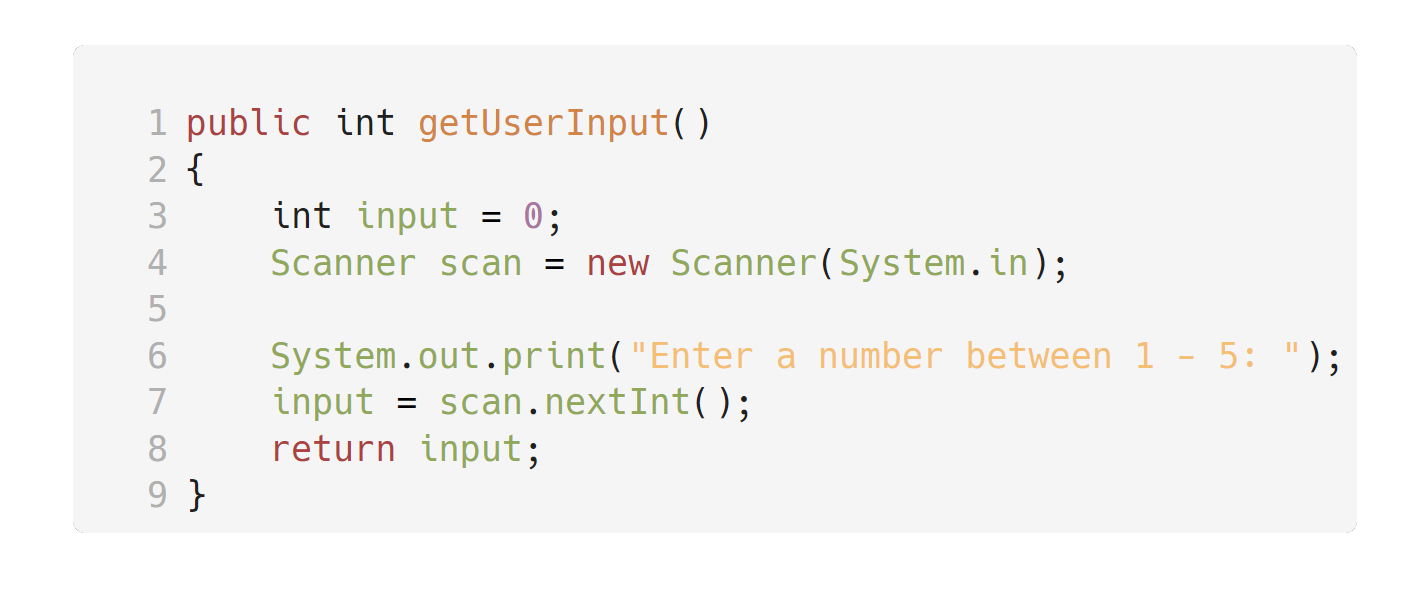 1 public int getUserInput()
2 {
3     int input = 0;
4     Scanner scan = new Scanner(System.in);
5
6     System.out.print("Enter a number between 1 - 5: ");
7     input = scan.nextInt();
8     return input;
9 }